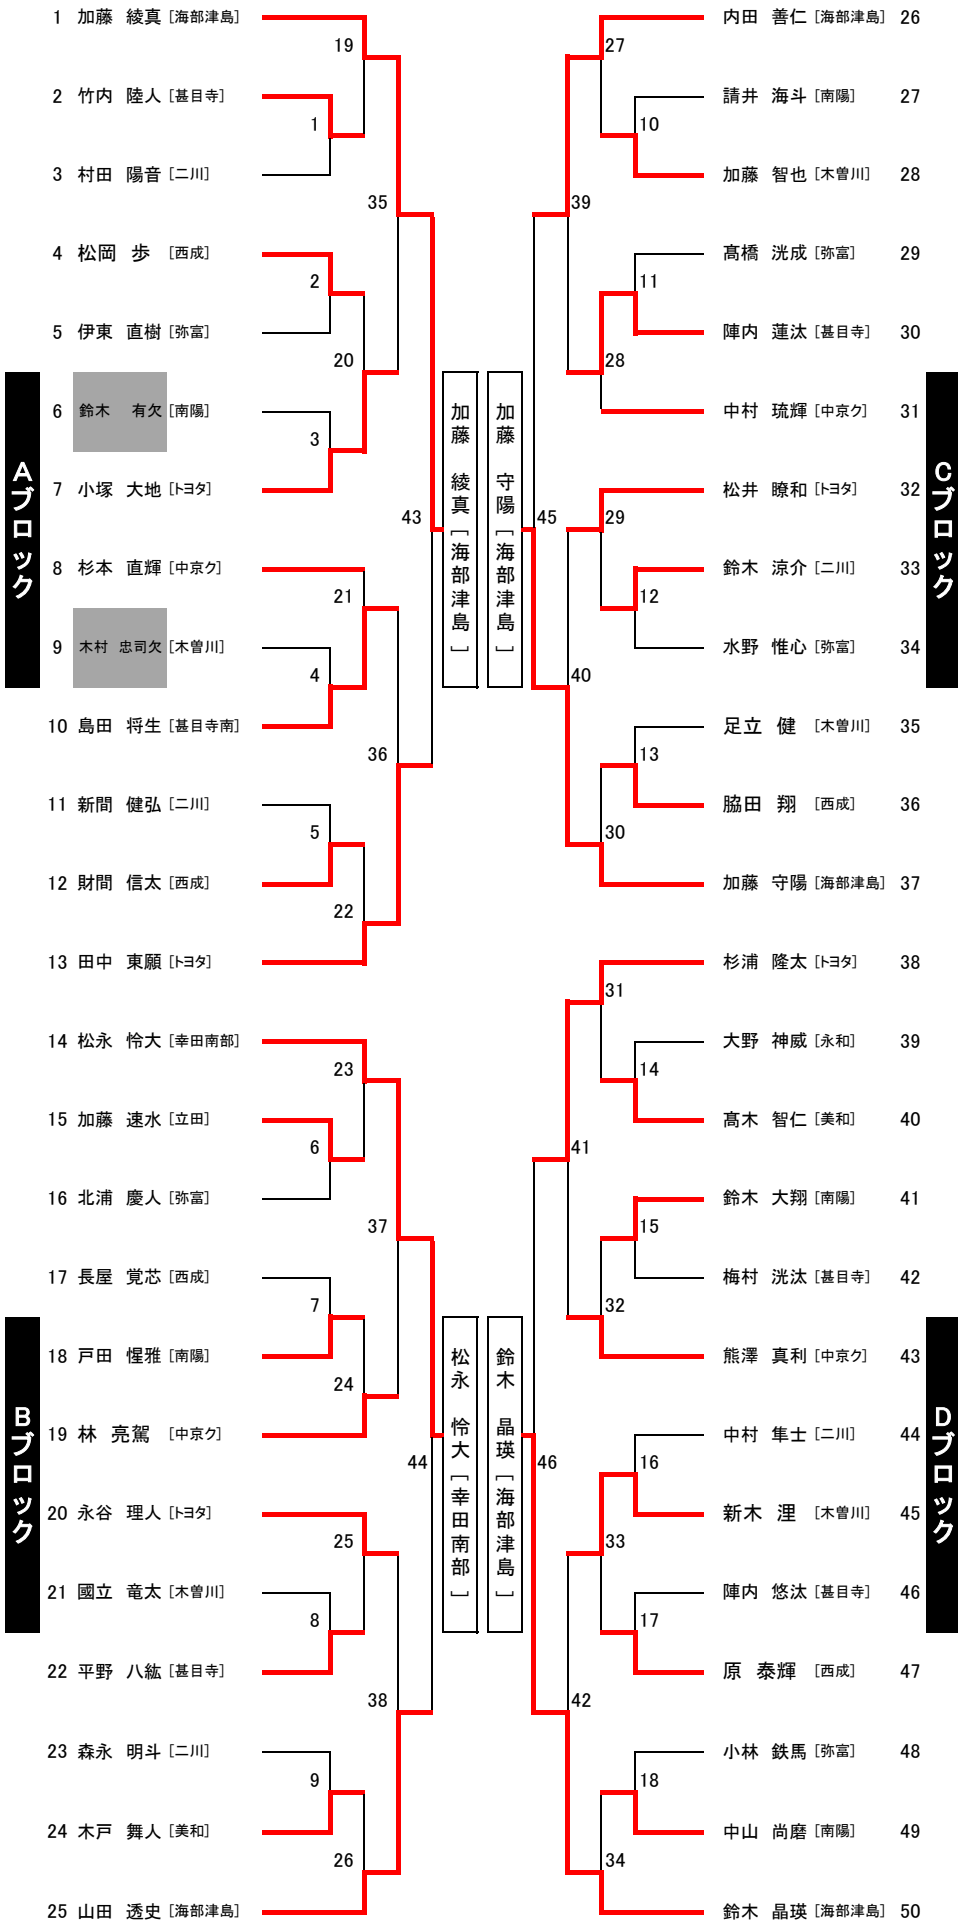 1 加藤 綾真 [海部津島]
19
2 竹内 陸人 [甚目寺]
1
3 村田 陽音 [二川]
35
4 松岡 歩 [西成]
2
5 伊東 直樹 [弥富]
20
6 鈴木 有欠 [南陽]
3
7 小塚 大地 [トヨタ]
43
8 杉本 直輝 [中京ク]
21
9 木村 忠司欠 [木曽川]
4
10 島田 将生 [甚目寺南]
36
11 新間 健弘 [二川]
5
12 財間 信太 [西成]
22
13 田中 東願 [トヨタ]
Aブロック
加藤 綾真 [海部津島]
14 松永 怜大 [幸田南部]
23
15 加藤 速水 [立田]
6
16 北浦 慶人 [弥富]
37
17 長屋 覚芯 [西成]
7
18 戸田 惺雅 [南陽]
24
19 林 亮駕 [中京ク]
44
20 永谷 理人 [トヨタ]
25
21 國立 竜太 [木曽川]
8
22 平野 八紘 [甚目寺]
38
23 森永 明斗 [二川]
9
24 木戸 舞人 [美和]
26
25 山田 透史 [海部津島]
Bブロック
松永 怜大 [幸田南部]
内田 善仁 [海部津島] 26
27
請井 海斗 [南陽] 27
10
加藤 智也 [木曽川] 28
39
髙橋 洸成 [弥富] 29
11
陣内 蓮汰 [甚目寺] 30
28
中村 琉輝 [中京ク] 31
松井 瞭和 [トヨタ] 32
45
29
鈴木 涼介 [二川] 33
12
水野 惟心 [弥富] 34
40
足立 健 [木曽川] 35
13
脇田 翔 [西成] 36
30
加藤 守陽 [海部津島] 37
Cブロック
加藤 守陽 [海部津島]
杉浦 隆太 [トヨタ] 38
31
大野 神威 [永和] 39
14
髙木 智仁 [美和] 40
41
鈴木 大翔 [南陽] 41
15
梅村 洸汰 [甚目寺] 42
32
熊澤 真利 [中京ク] 43
中村 隼士 [二川] 44
46
16
新木 浬 [木曽川] 45
33
陣内 悠汰 [甚目寺] 46
17
原 泰輝 [西成] 47
42
小林 鉄馬 [弥富] 48
18
中山 尚磨 [南陽] 49
34
鈴木 晶瑛 [海部津島] 50
Dブロック
鈴木 晶瑛 [海部津島]